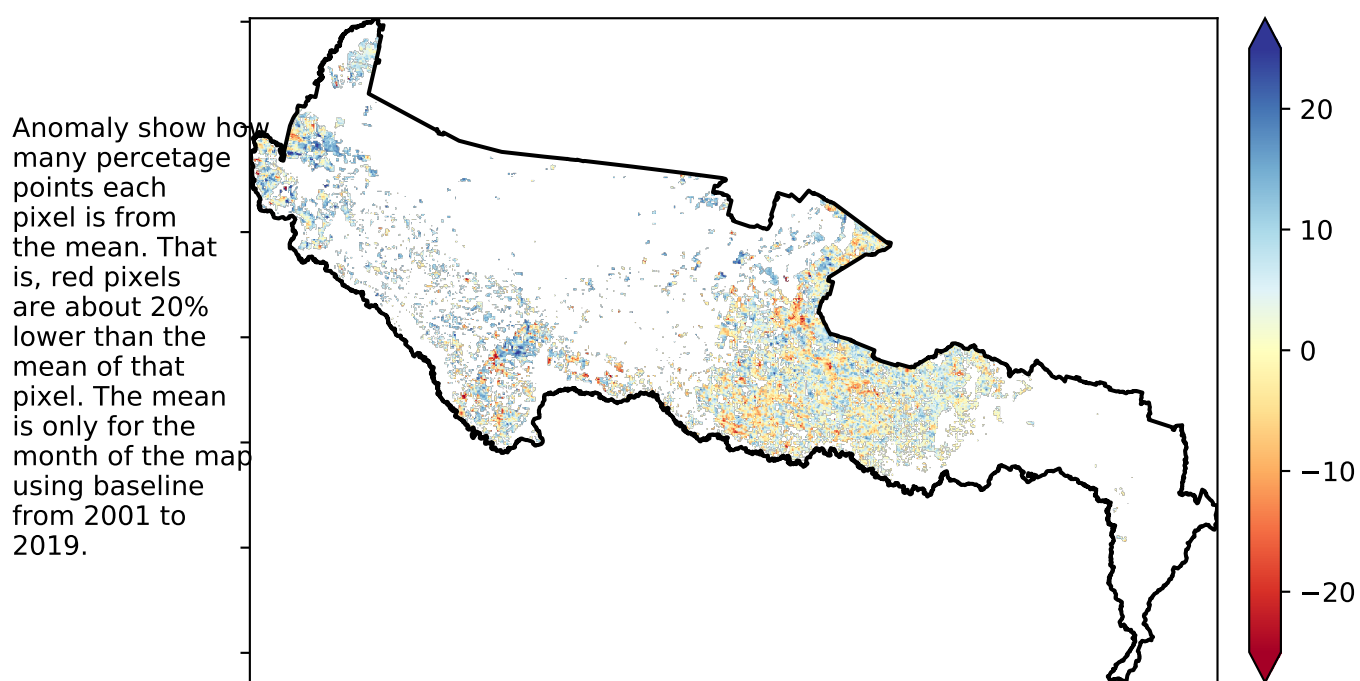 Anomaly show how
many percetage
points each
pixel is from
the mean. That
is, red pixels
are about 20%
lower than the
mean of that
pixel. The mean
is only for the
month of the map
using baseline
from 2001 to
2019.
20
10
0
−10
−20